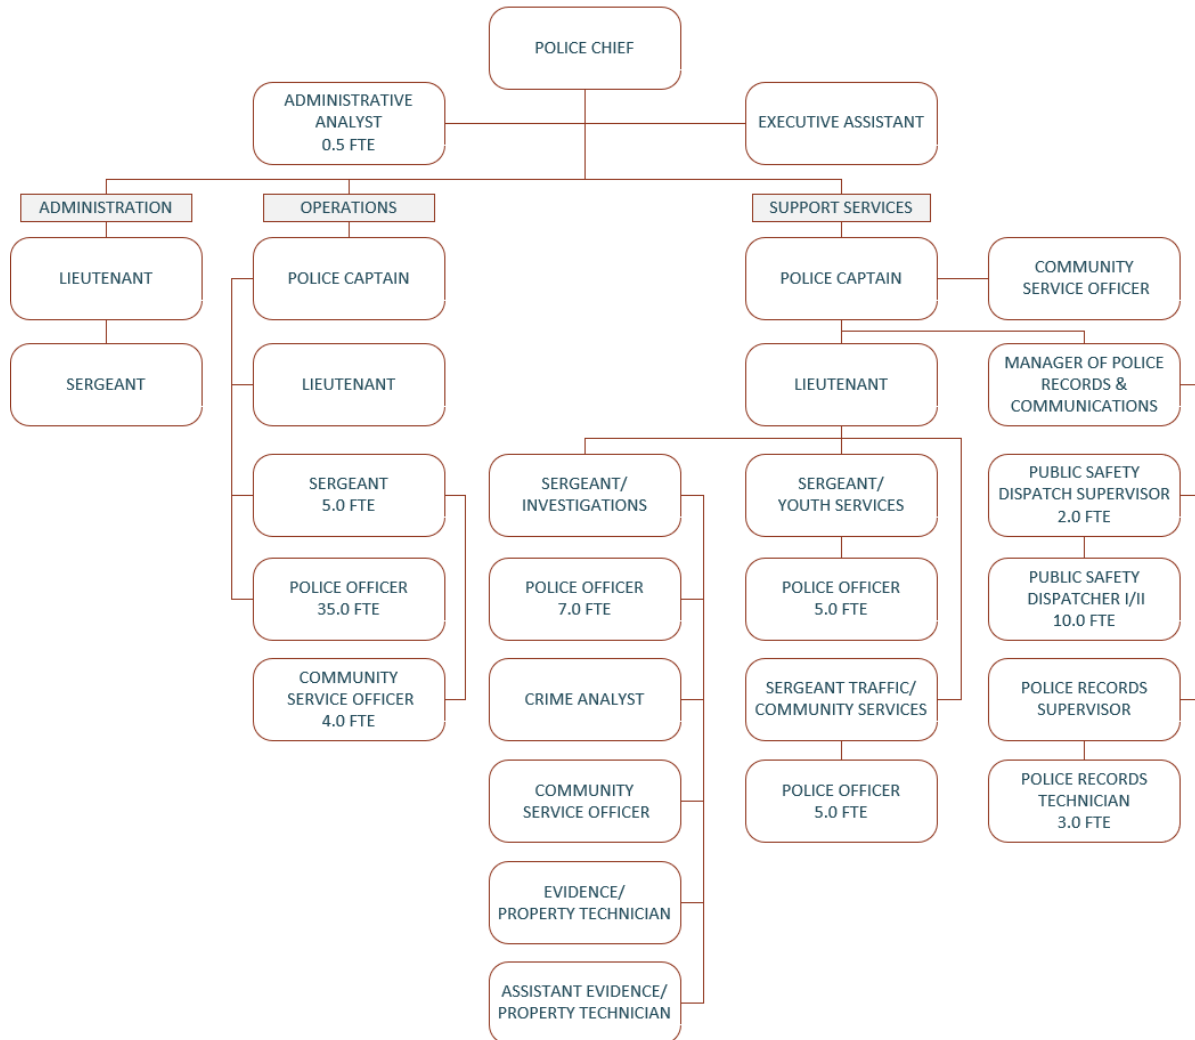 POLICE CHIEF
ADMINISTRATIVE
ANALYST
0.5 FTE
EXECUTIVE ASSISTANT
ADMINISTRATION
OPERATIONS
SUPPORT SERVICES
LIEUTENANT
POLICE CAPTAIN
POLICE CAPTAIN
COMMUNITY
SERVICE OFFICER
SERGEANT
LIEUTENANT
LIEUTENANT
MANAGER OF POLICE
RECORDS &
COMMUNICATIONS
SERGEANT
5.0 FTE
SERGEANT/
INVESTIGATIONS
SERGEANT/
YOUTH SERVICES
PUBLIC SAFETY
DISPATCH SUPERVISOR
2.0 FTE
POLICE OFFICER
35.0 FTE
POLICE OFFICER
7.0 FTE
POLICE OFFICER
5.0 FTE
PUBLIC SAFETY
DISPATCHER I/II
10.0 FTE
COMMUNITY
SERVICE OFFICER
4.0 FTE
CRIME ANALYST
SERGEANT TRAFFIC/
COMMUNITY SERVICES
POLICE RECORDS
SUPERVISOR
COMMUNITY
SERVICE OFFICER
POLICE OFFICER
5.0 FTE
POLICE RECORDS
TECHNICIAN
3.0 FTE
EVIDENCE/
PROPERTY TECHNICIAN
ASSISTANT EVIDENCE/
PROPERTY TECHNICIAN